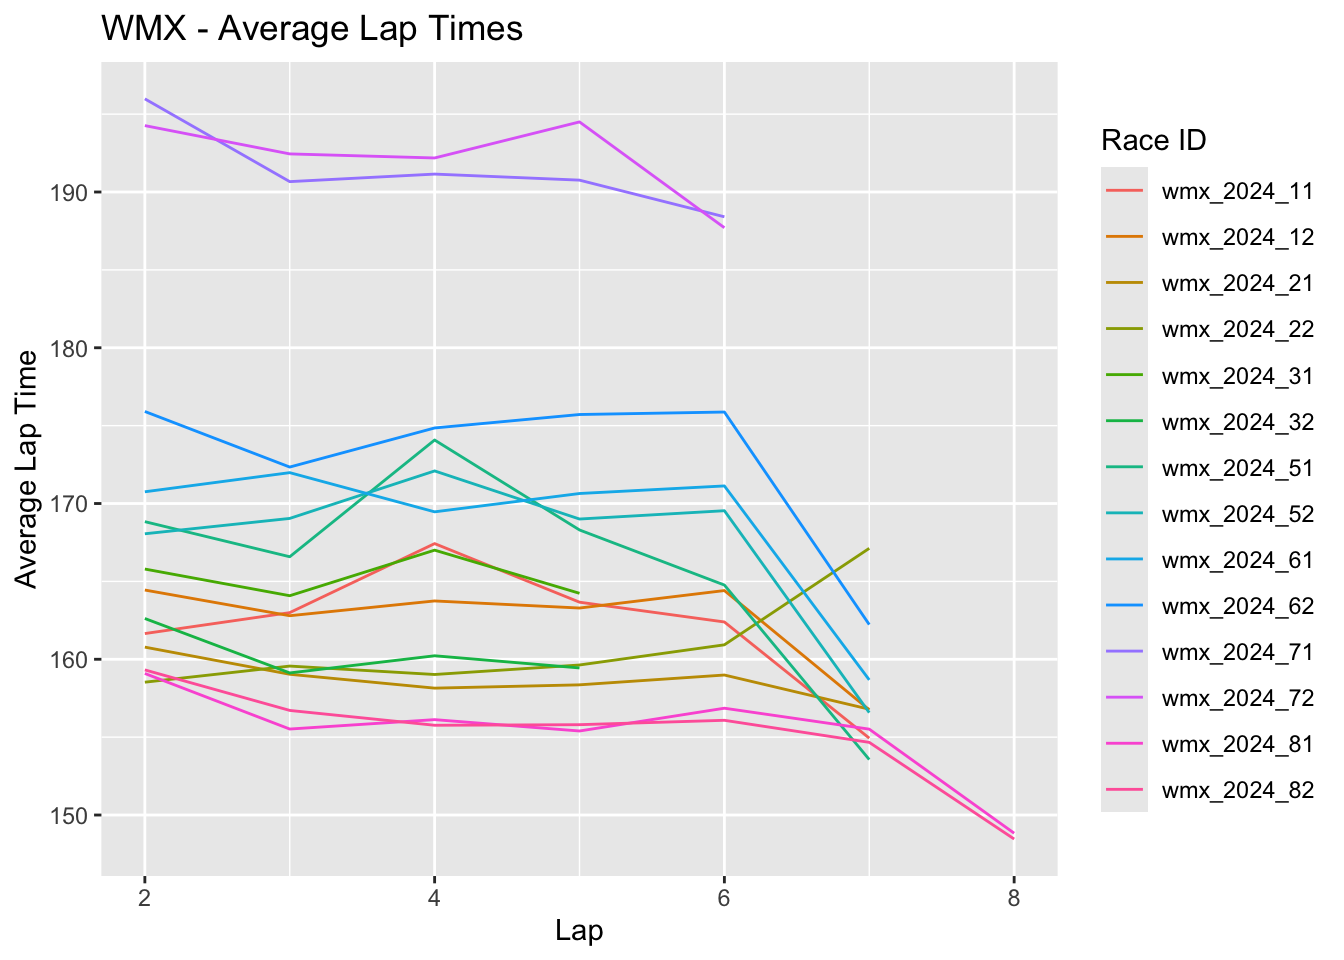 WMX - Average Lap Times
Average Lap Time
190
180
170
160
150
2
4
6
8
Lap
Race ID
wmx_2024_11
wmx_2024_12
wmx_2024_21
wmx_2024_22
wmx_2024_31
wmx_2024_32
wmx_2024_51
wmx_2024_52
wmx_2024_61
wmx_2024_62
wmx_2024_71
wmx_2024_72
wmx_2024_81
wmx_2024_82